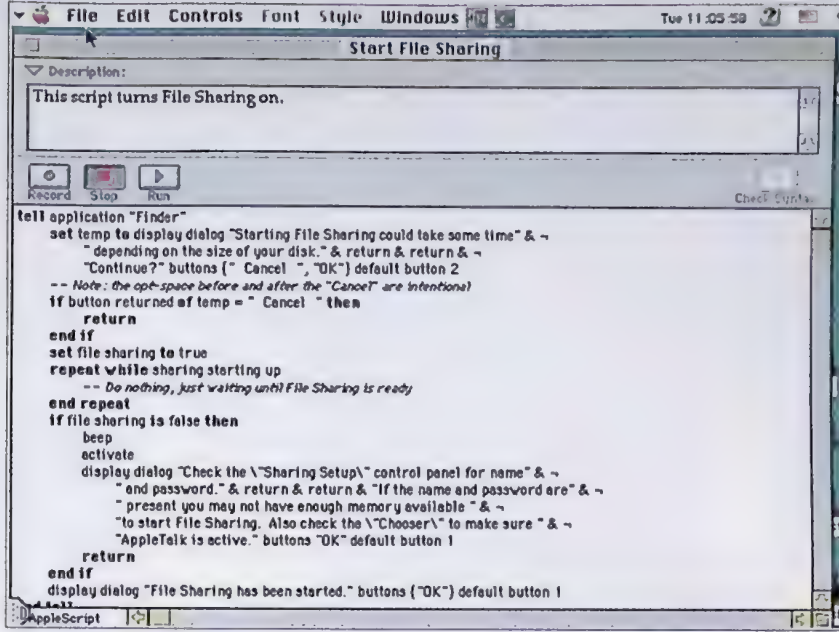 File Edit Controls Font Style Windows Tue 11:05:58
Start File Sharing
Description:
This script turns File Sharing on.
Record Stop Run Check Syntax
tell application "Finder"
set temp to display dialog "Starting File Sharing could take some time" & ¬
" depending on the size of your disk." & return & return & ¬
"Continue?" buttons {" Cancel ", "OK"} default button 2
-- Note: the opt-space before and after the "Cancel" are intentional
if button returned of temp = " Cancel " then
return
end if
set file sharing to true
repeat while sharing starting up
-- Do nothing, just waiting until File Sharing is ready
end repeat
if file sharing is false then
beep
activate
display dialog "Check the \"Sharing Setup\" control panel for name" & ¬
" and password." & return & return & "If the name and password are" & ¬
" present you may not have enough memory available " & ¬
"to start File Sharing. Also check the \"Chooser\" to make sure " & ¬
"AppleTalk is active." buttons "OK" default button 1
return
end if
display dialog "File Sharing has been started." buttons {"OK"} default button 1
end tell
AppleScript